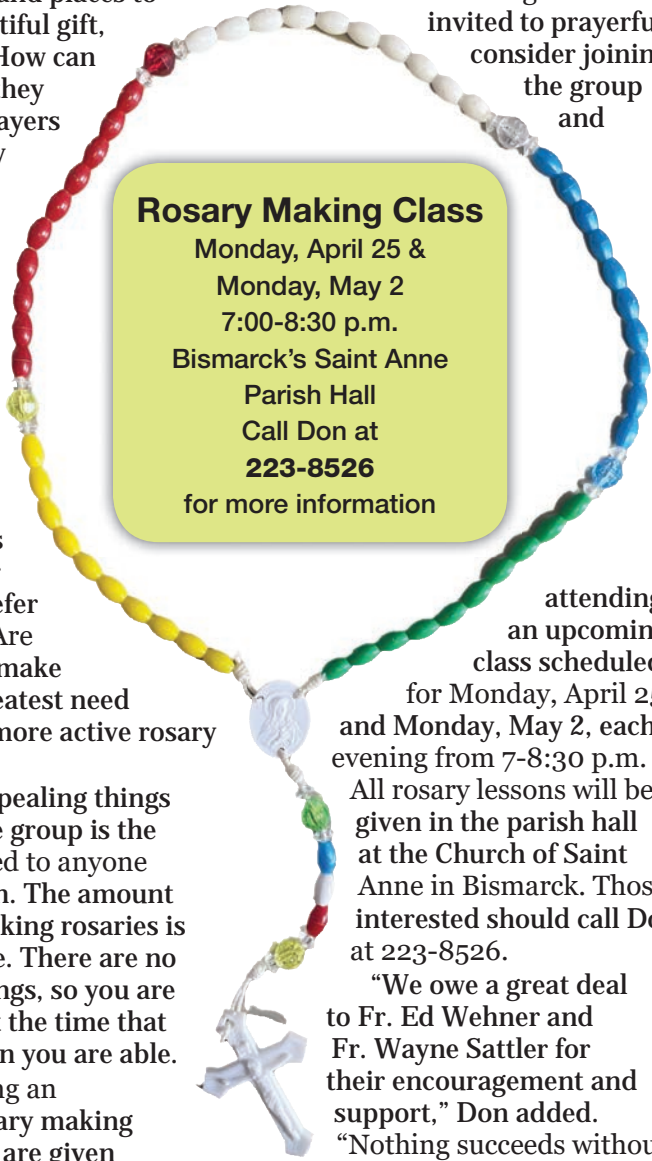 and places to
tiful gift,
How can
they
ayers
Rosary Making Class
Monday, April 25 &
Monday, May 2
7:00-8:30 p.m.
Bismarck's Saint Anne
Parish Hall
Call Don at
223-8526
for more information
efer
Are
make
eatest need
more active rosary
pealing things
e group is the
ed to anyone
n. The amount
king rosaries is
e. There are no
ngs, so you are
t the time that
n you are able.
ng an
ary making
are given
invited to prayerfu
consider joinin
the group
and
attending
an upcomin
class scheduled
for Monday, April 25
and Monday, May 2, each
evening from 7-8:30 p.m.
All rosary lessons will be
given in the parish hall
at the Church of Saint
Anne in Bismarck. Thos
interested should call Do
at 223-8526.
"We owe a great deal
to Fr. Ed Wehner and
Fr. Wayne Sattler for
their encouragement and
support," Don added.
"Nothing succeeds withou